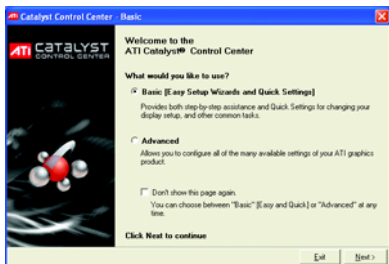 Catalyst Control Center - Basic
ATI CATALYST
CONTROL CENTER
Welcome to the
ATI Catalyst® Control Center
What would you like to use?
Basic [Easy Setup Wizards and Quick Settings]
Provides both step-by-step assistance and Quick Settings for changing your
display setup, and other common tasks.
Advanced
Allows you to configure all of the many available settings of your ATI graphics
product.
Don't show this page again.
You can choose between "Basic" [Easy and Quick] or "Advanced" at any
time.
Click Next to continue
Exit
Next >